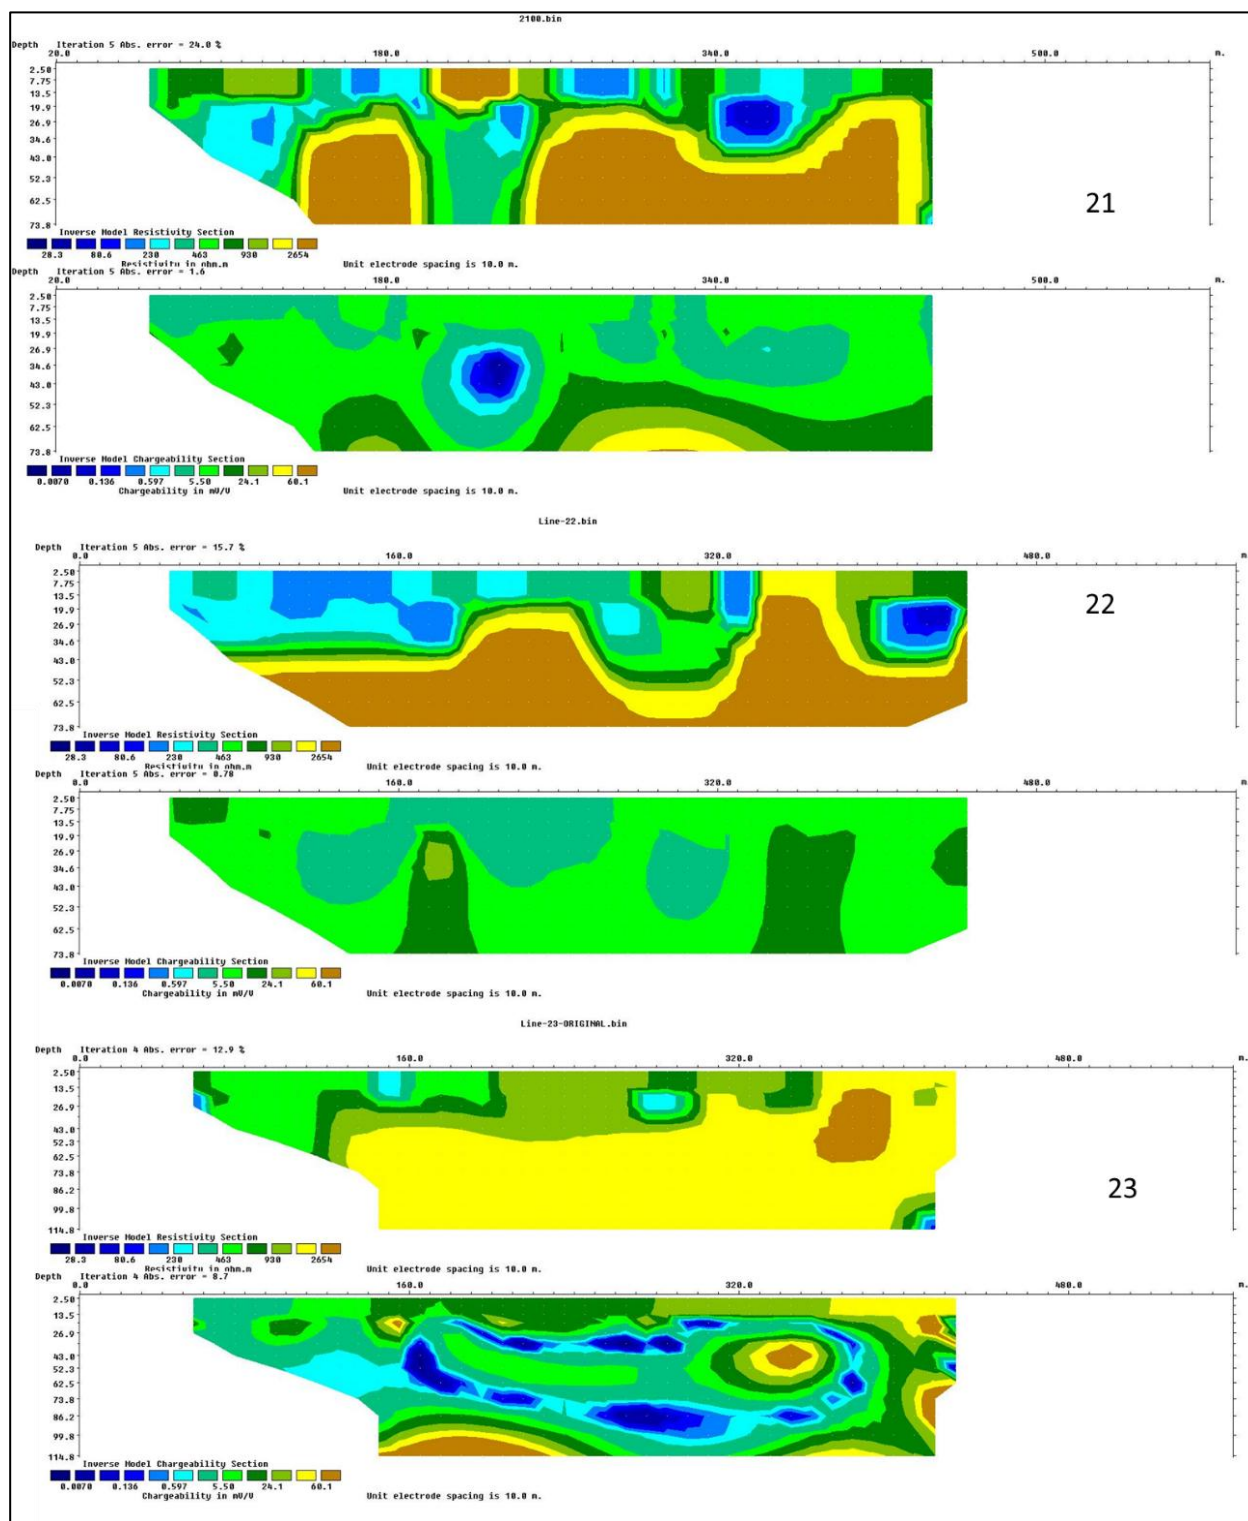 2100.bin
Depth Iteration 5 Abs. error = 24.0 %
20.0 180.0 340.0 500.0 m.
2.50
7.75
13.5
19.9
26.9
34.6
43.0
52.3
62.5
73.8
21
Inverse Model Resistivity Section
28.3 80.6 230 463 930 2654
Resistivity in ohm.m Unit electrode spacing is 10.0 m.
Depth Iteration 5 Abs. error = 1.6
20.0 180.0 340.0 500.0 m.
2.50
7.75
13.5
19.9
26.9
34.6
43.0
52.3
62.5
73.8
Inverse Model Chargeability Section
0.0070 0.136 0.597 5.50 24.1 60.1
Chargeability in mV/V Unit electrode spacing is 10.0 m.
Line-22.bin
Depth Iteration 5 Abs. error = 15.7 %
0.0 160.0 320.0 480.0 m
2.50
7.75
13.5
19.9
26.9
34.6
43.0
52.3
62.5
73.8
22
Inverse Model Resistivity Section
28.3 80.6 230 463 930 2654
Resistivity in ohm.m Unit electrode spacing is 10.0 m.
Depth Iteration 5 Abs. error = 0.78
0.0 160.0 320.0 480.0 m
2.50
7.75
13.5
19.9
26.9
34.6
43.0
52.3
62.5
73.8
Inverse Model Chargeability Section
0.0070 0.136 0.597 5.50 24.1 60.1
Chargeability in mV/V Unit electrode spacing is 10.0 m.
Line-23-ORIGINAL.bin
Depth Iteration 4 Abs. error = 12.9 %
0.0 160.0 320.0 480.0 m.
2.50
13.5
26.9
43.0
52.3
62.5
73.8
86.2
99.8
114.8
23
Inverse Model Resistivity Section
28.3 80.6 230 463 930 2654
Resistivity in ohm.m Unit electrode spacing is 10.0 m.
Depth Iteration 4 Abs. error = 8.7
0.0 160.0 320.0 480.0 m.
2.50
13.5
26.9
43.0
52.3
62.5
73.8
86.2
99.8
114.8
Inverse Model Chargeability Section
0.0070 0.136 0.597 5.50 24.1 60.1
Chargeability in mV/V Unit electrode spacing is 10.0 m.